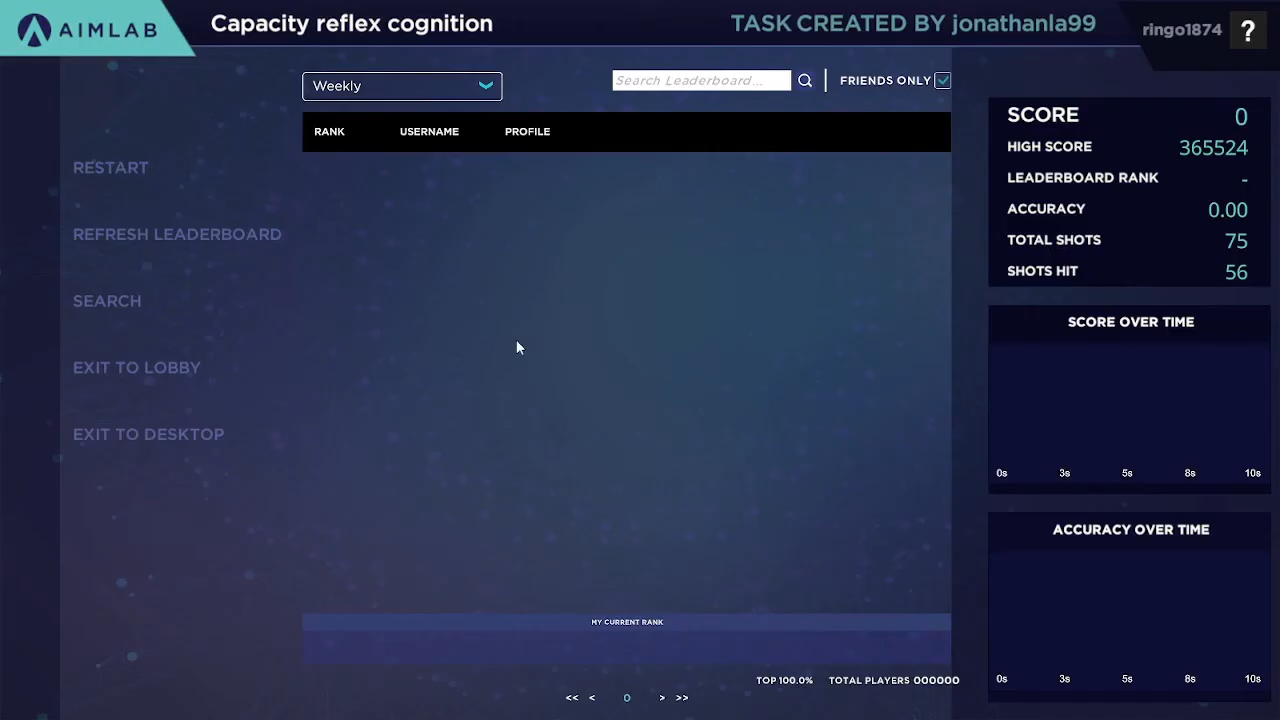 AIMLAB
Capacity reflex cognition
TASK CREATED BY jonathanla99
ringo1874 ?
Weekly
Search Leaderboard...
FRIENDS ONLY
RANK USERNAME PROFILE
RESTART
REFRESH LEADERBOARD
SEARCH
EXIT TO LOBBY
EXIT TO DESKTOP
MY CURRENT RANK
TOP 100.0% TOTAL PLAYERS 000000
<< < 0 > >>
SCORE 0
HIGH SCORE 365524
LEADERBOARD RANK -
ACCURACY 0.00
TOTAL SHOTS 75
SHOTS HIT 56
SCORE OVER TIME
0s 3s 5s 8s 10s
ACCURACY OVER TIME
0s 3s 5s 8s 10s